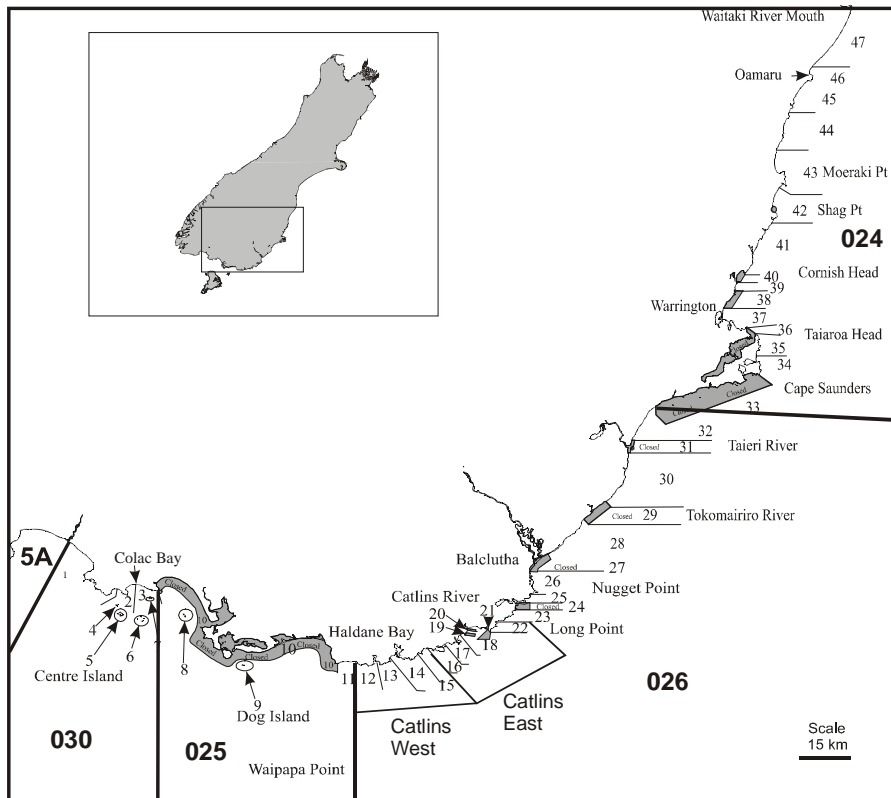 Waitaki River Mouth
47
Oamaru
46
45
44
43 Moeraki Pt
42 Shag Pt
024
41
40 Cornish Head
39
38
Warrington
37
36
Taiaroa Head
Closed
35
34
Cape Saunders
Closed
33
Closed
32
Closed 31 Taieri River
30
Closed 29 Tokomairiro River
28
Balclutha
Closed 27
26
Nugget Point
25
Closed 24
23
Catlins River
21
20
19
22
Long Point
18
17
16
15
14
13
12
11
Catlins East
Catlins West
026
5A
1
Colac Bay
2
3
4
5
6
7
Centre Island
8
Closed
10
Closed
10
Closed
10
Haldane Bay
9
Dog Island
030
025
Waipapa Point
Scale
15 km